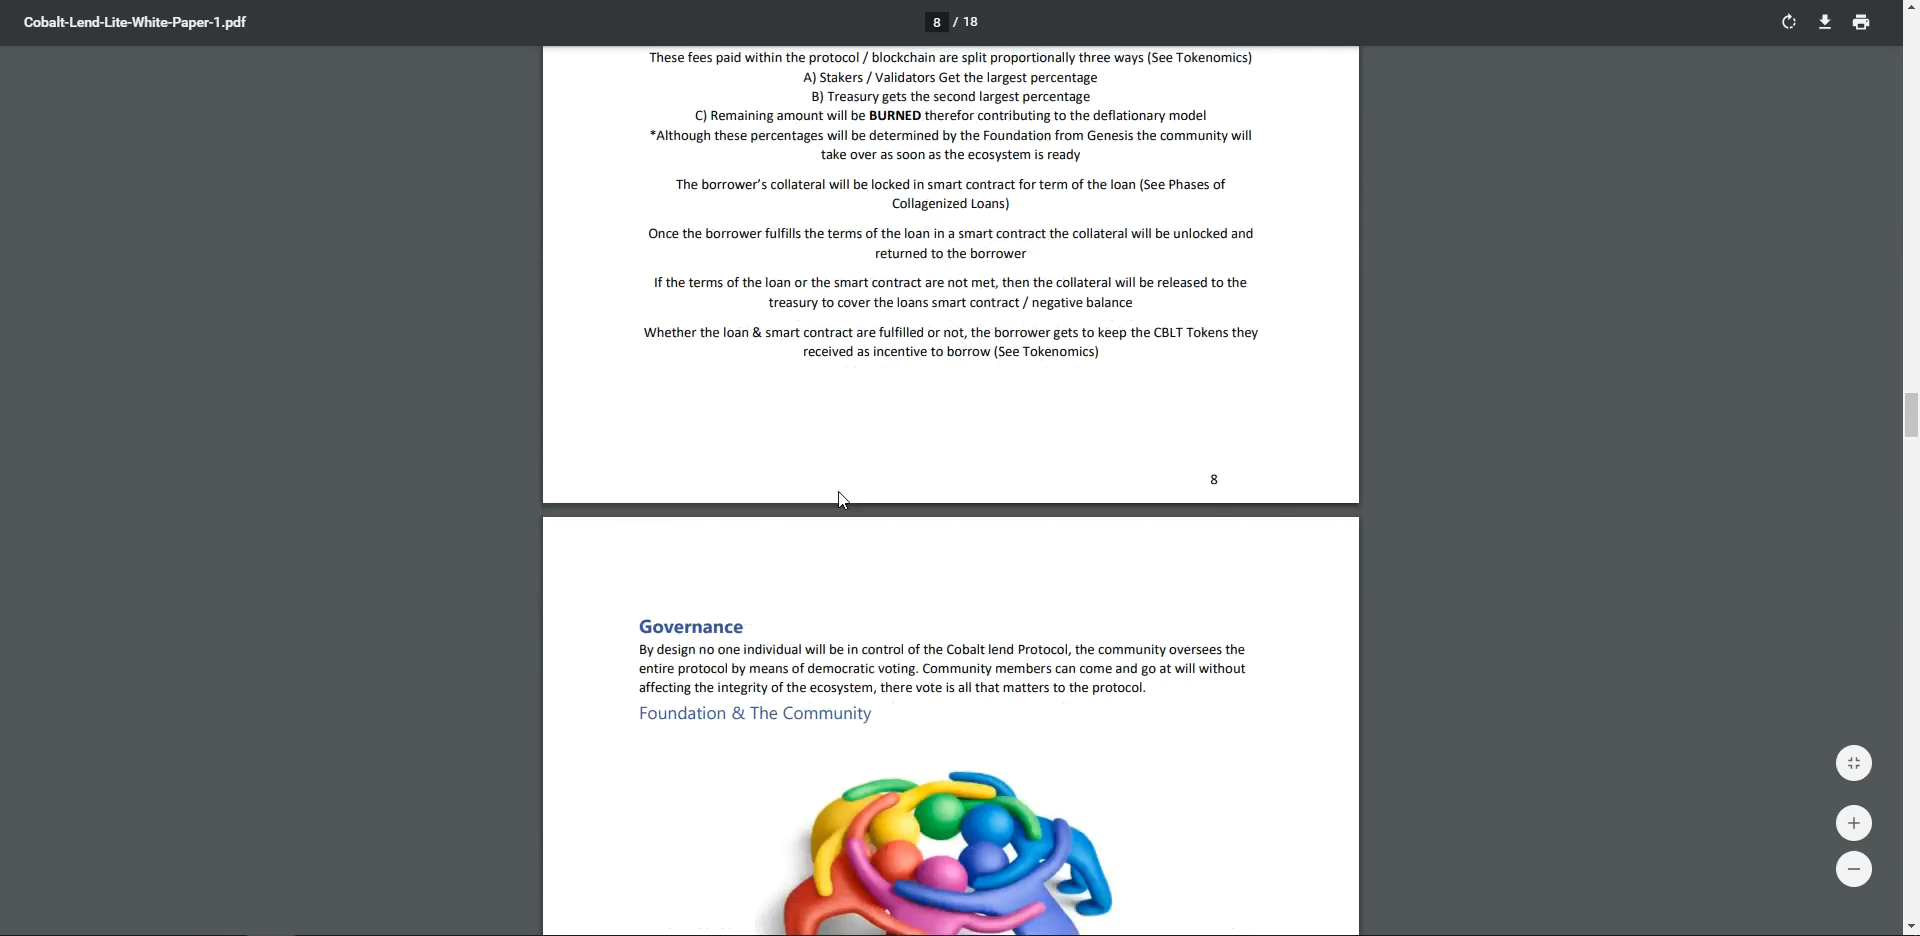 Cobalt-Lend-Lite-White-Paper-1.pdf
8 / 18
These fees paid within the protocol / blockchain are split proportionally three ways (See Tokenomics)
A) Stakers / Validators Get the largest percentage
B) Treasury gets the second largest percentage
C) Remaining amount will be BURNED therefor contributing to the deflationary model
*Although these percentages will be determined by the Foundation from Genesis the community will
take over as soon as the ecosystem is ready
The borrower’s collateral will be locked in smart contract for term of the loan (See Phases of
Collagenized Loans)
Once the borrower fulfills the terms of the loan in a smart contract the collateral will be unlocked and
returned to the borrower
If the terms of the loan or the smart contract are not met, then the collateral will be released to the
treasury to cover the loans smart contract / negative balance
Whether the loan & smart contract are fulfilled or not, the borrower gets to keep the CBLT Tokens they
received as incentive to borrow (See Tokenomics)
8
Governance
By design no one individual will be in control of the Cobalt lend Protocol, the community oversees the
entire protocol by means of democratic voting. Community members can come and go at will without
affecting the integrity of the ecosystem, there vote is all that matters to the protocol.
Foundation & The Community